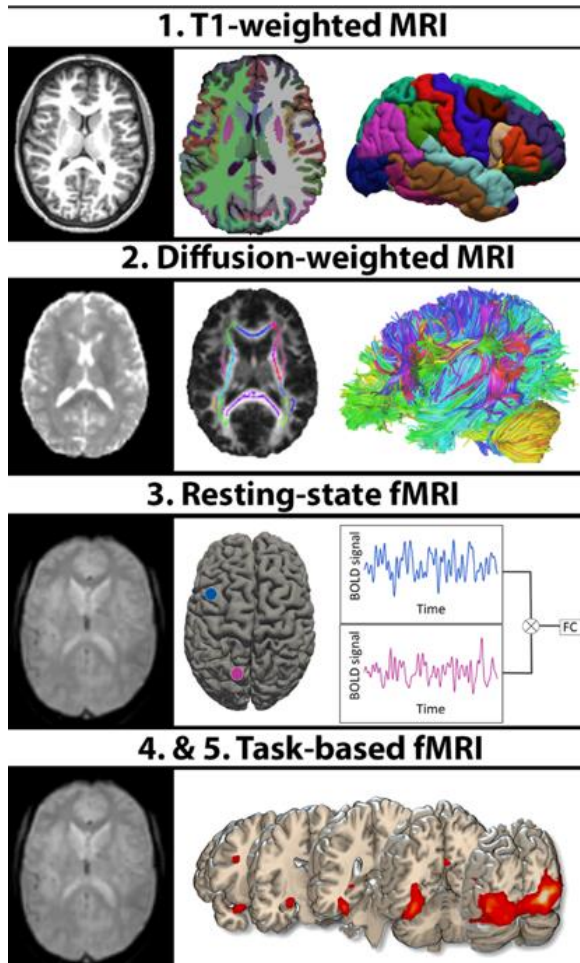 1. T1-weighted MRI
2. Diffusion-weighted MRI
3. Resting-state fMRI
BOLD signal
Time
FC
BOLD signal
Time
4. & 5. Task-based fMRI